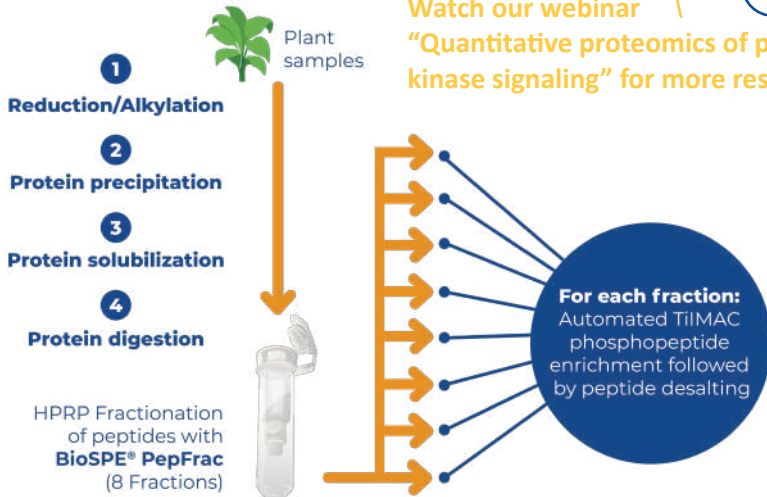 Watch our webinar
“Quantitative proteomics of p
kinase signaling” for more res
Plant
samples
1
Reduction/Alkylation
2
Protein precipitation
3
Protein solubilization
4
Protein digestion
HPRP Fractionation
of peptides with
BioSPE® PepFrac
(8 Fractions)
For each fraction:
Automated TiIMAC
phosphopeptide
enrichment followed
by peptide desalting